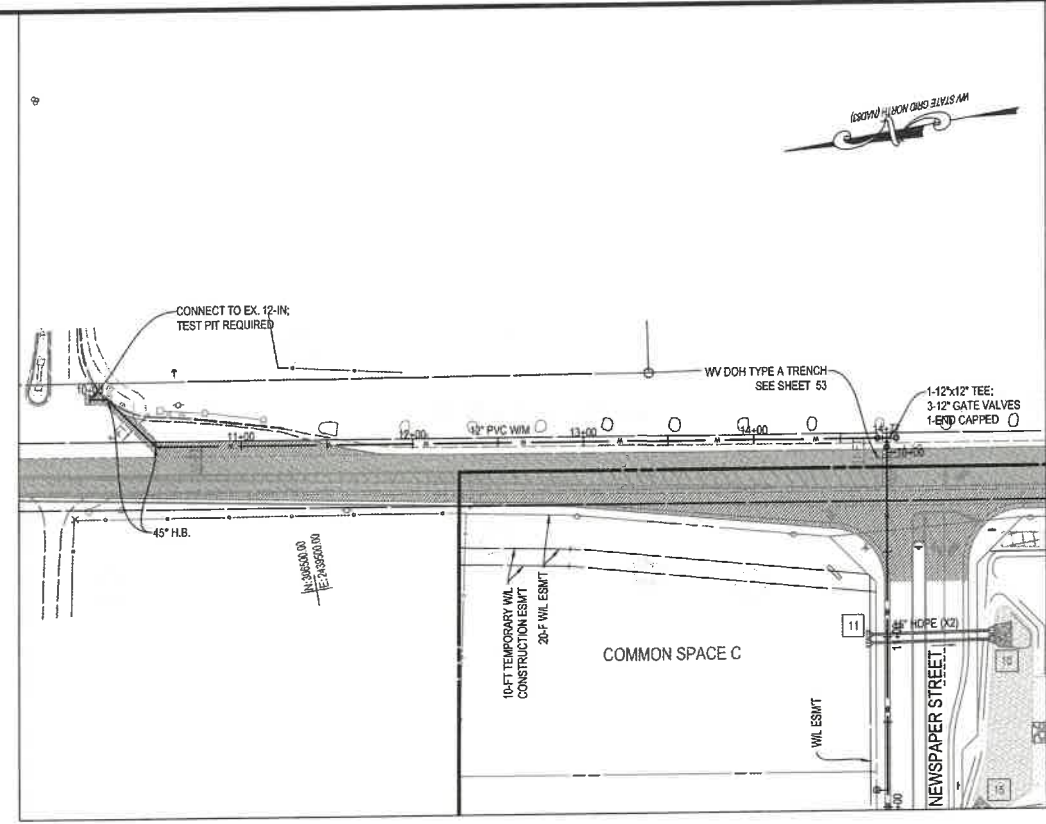 WV STATE GRID NORTH (NAD83)
CONNECT TO EX. 12-IN;
TEST PIT REQUIRED
WV DOH TYPE A TRENCH
SEE SHEET 53
1-12"x12" TEE;
3-12" GATE VALVES
1-END CAPPED
11+00
12+00
12" PVC W/M
13+00
14+00
10+00
45° H.B.
N:306500.00
E:2439500.00
10-FT TEMPORARY W/L
CONSTRUCTION ESM'T
20-F W/L ESM'T
COMMON SPACE C
11
HDPE (X2)
W/L ESM'T
NEWSPAPER STREET
15